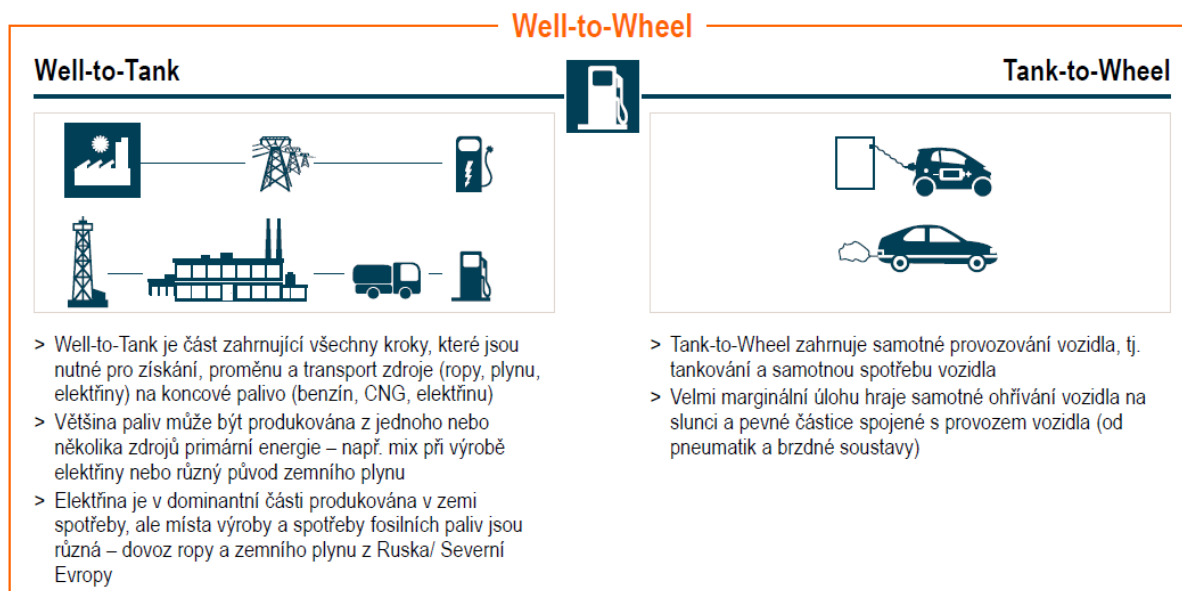 Well-to-Wheel
Well-to-Tank
Tank-to-Wheel
> Well-to-Tank je část zahrnující všechny kroky, které jsou
nutné pro získání, proměnu a transport zdroje (ropy, plynu,
elektřiny) na koncové palivo (benzín, CNG, elektřinu)
> Většina paliv může být produkována z jednoho nebo
několika zdrojů primární energie – např. mix při výrobě
elektřiny nebo různý původ zemního plynu
> Elektřina je v dominantní části produkována v zemi
spotřeby, ale místa výroby a spotřeby fosilních paliv jsou
různá – dovoz ropy a zemního plynu z Ruska/ Severní
Evropy
> Tank-to-Wheel zahrnuje samotné provozování vozidla, tj.
tankování a samotnou spotřebu vozidla
> Velmi marginální úlohu hraje samotné ohřívání vozidla na
slunci a pevné částice spojené s provozem vozidla (od
pneumatik a brzdné soustavy)